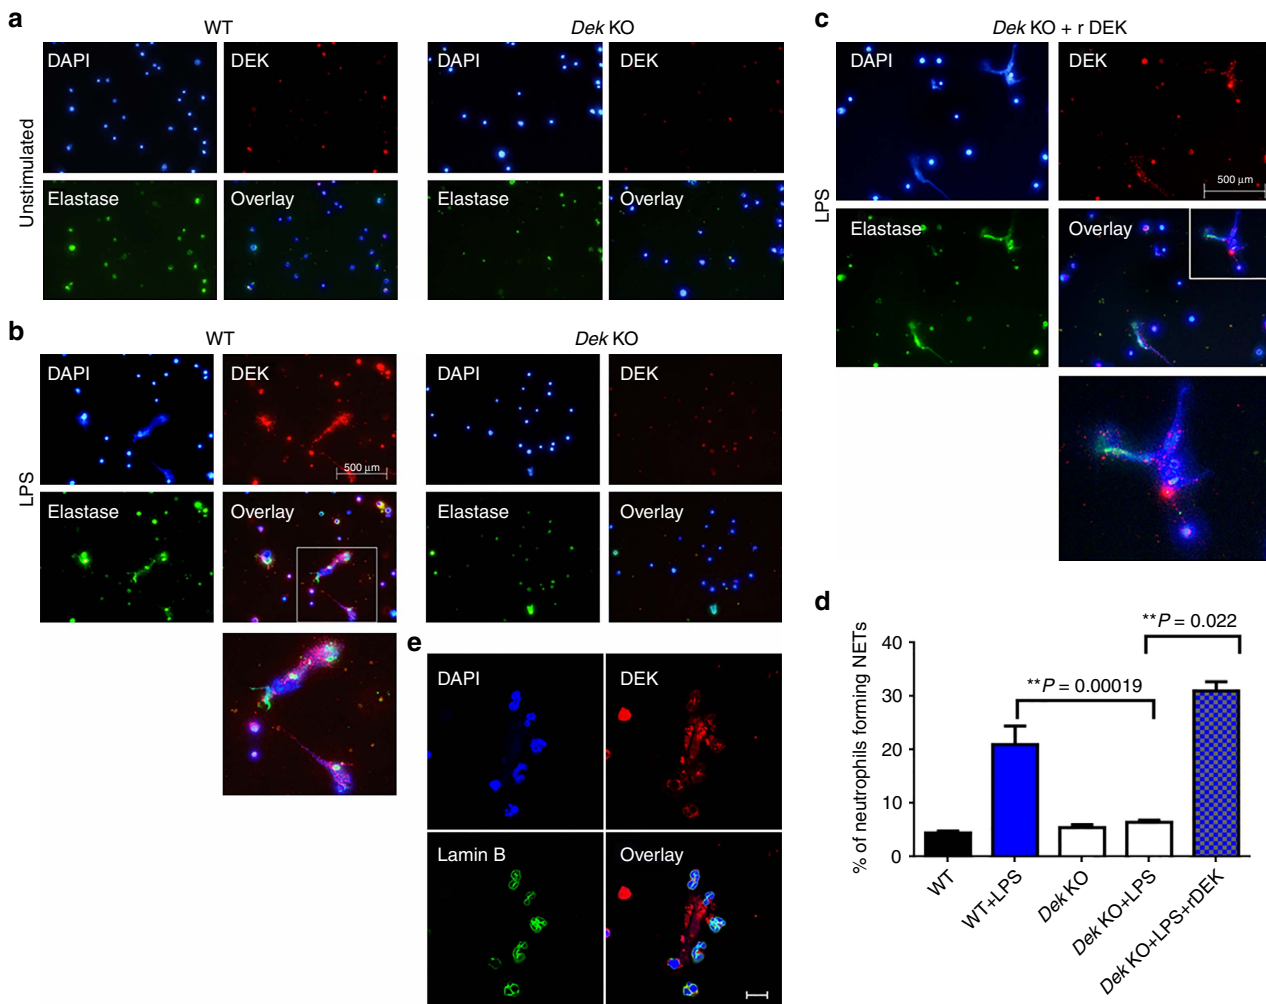 a
WT
Dek KO
Unstimulated
DAPI
DEK
DAPI
DEK
Elastase
Overlay
Elastase
Overlay
b
WT
Dek KO
LPS
DAPI
DEK
500 µm
DAPI
DEK
Elastase
Overlay
Elastase
Overlay
c
Dek KO + r DEK
LPS
DAPI
DEK
500 µm
Elastase
Overlay
e
DAPI
DEK
Lamin B
Overlay
d
% of neutrophils forming NETs
40
30
20
10
0
**P = 0.022
**P = 0.00019
WT
WT+LPS
Dek KO
Dek KO+LPS
Dek KO+LPS+rDEK